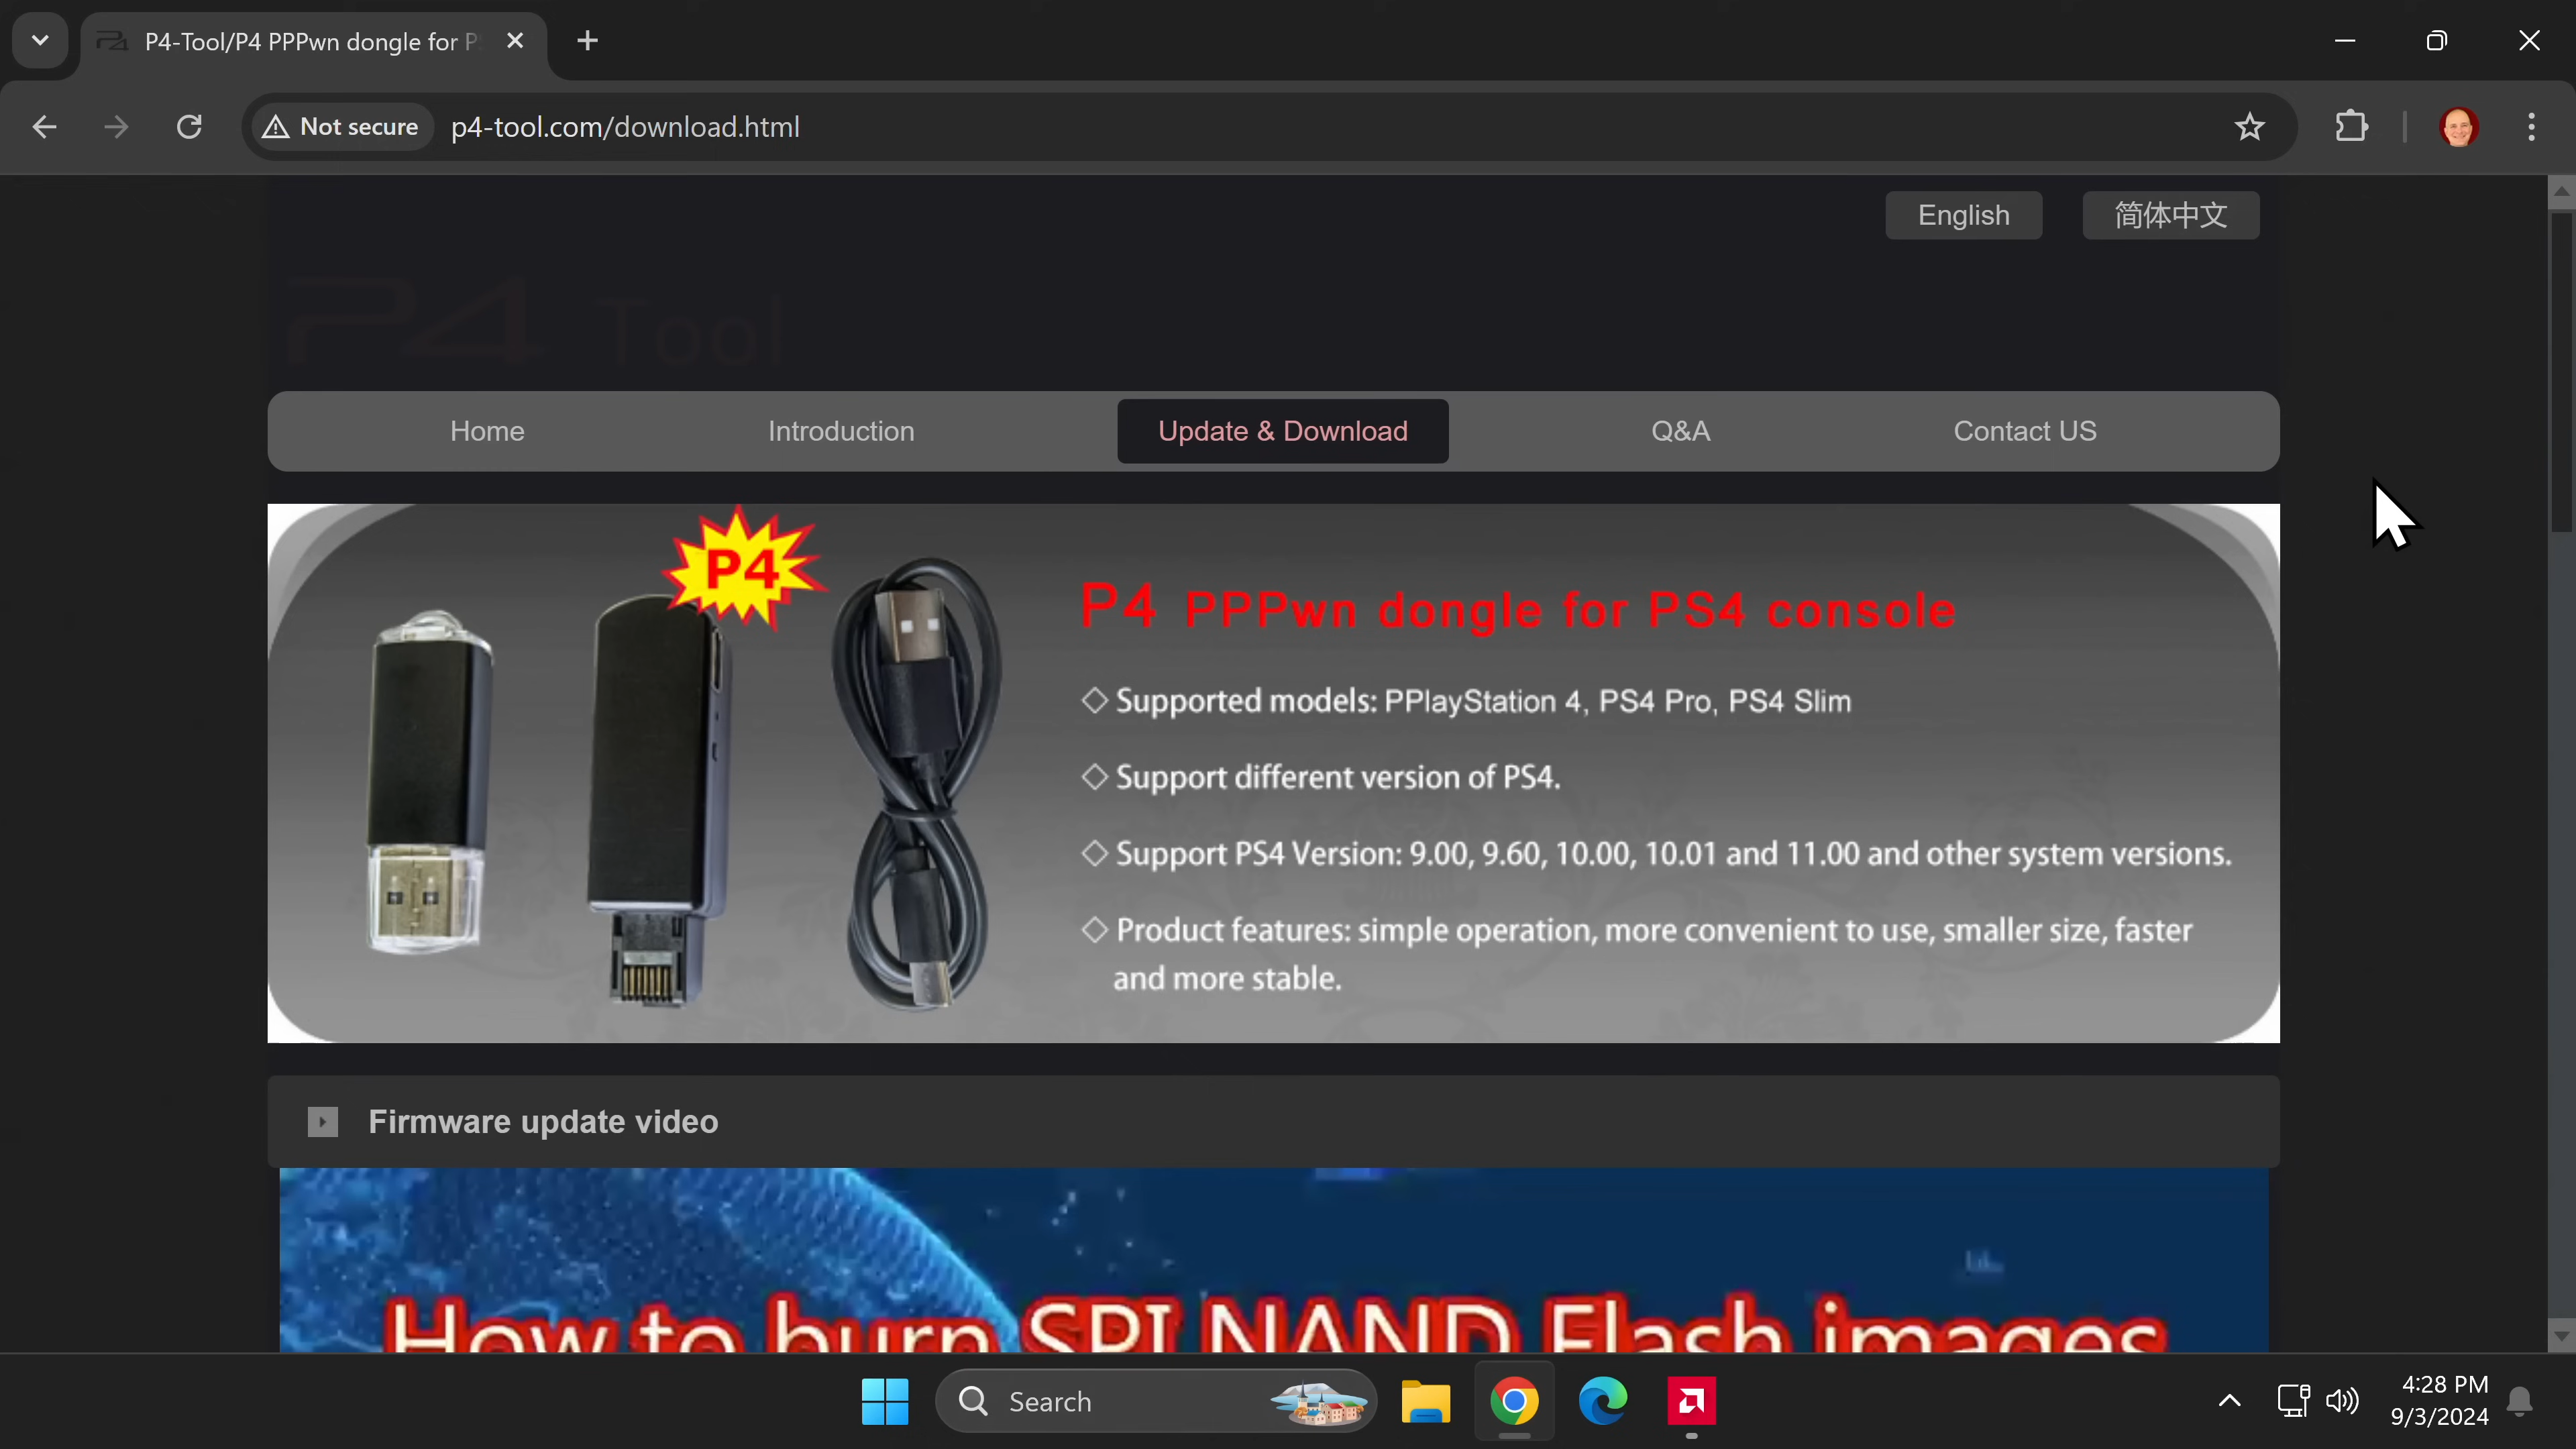 P4-Tool/P4 PPPwn dongle for P
Not secure
p4-tool.com/download.html
English
简体中文
P4 Tool
Home
Introduction
Update & Download
Q&A
Contact US
P4
P4 PPPwn dongle for PS4 console
◇ Supported models: PPlayStation 4, PS4 Pro, PS4 Slim
◇ Support different version of PS4.
◇ Support PS4 Version: 9.00, 9.60, 10.00, 10.01 and 11.00 and other system versions.
◇ Product features: simple operation, more convenient to use, smaller size, faster
and more stable.
Firmware update video
How to burn SPI NAND Flash images
Search
4:28 PM
9/3/2024